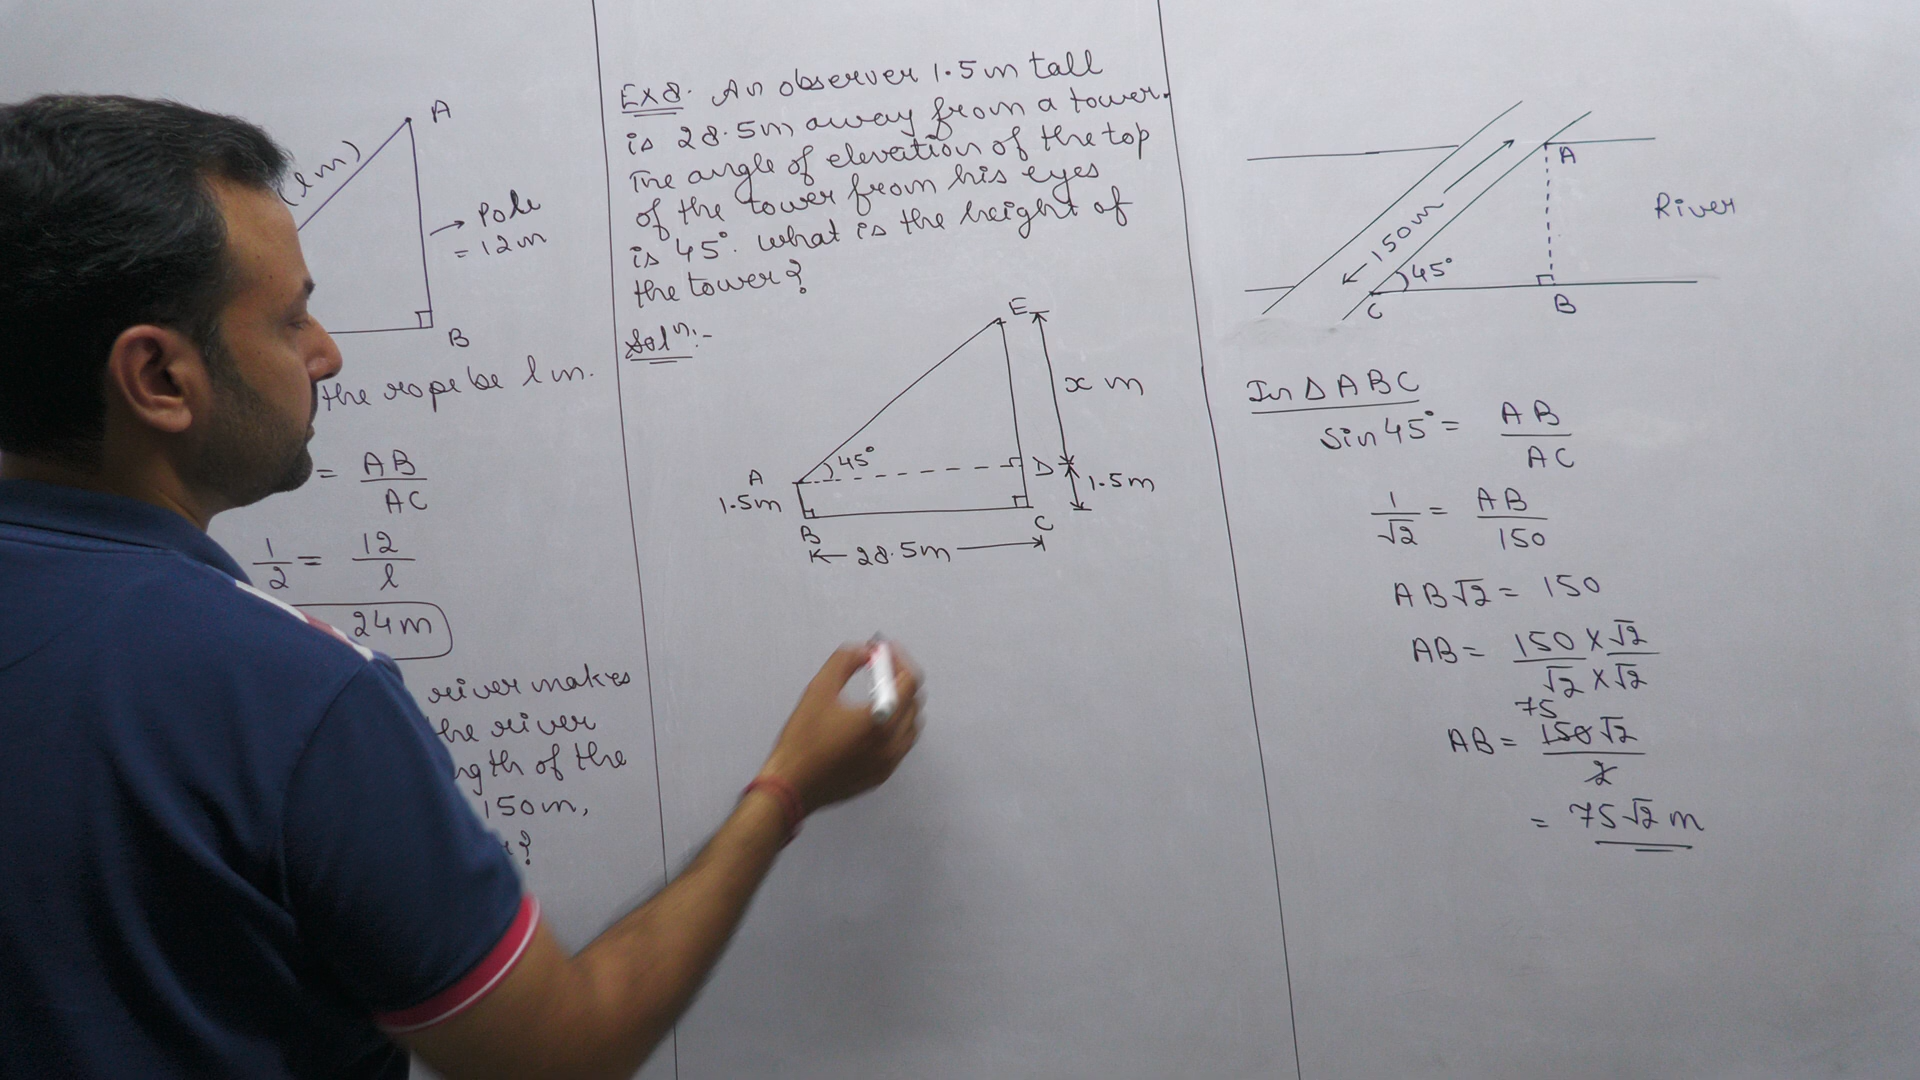 (l m)
A
Pole
= 12m
B
the rope be l m.
= AB
AC
1 = 12
2 l
24m
river makes
the river
ngth of the
150m,
?
Ex8. An observer 1.5m tall
is 28.5m away from a tower.
The angle of elevation of the top
of the tower from his eyes
is 45°. what is the height of
the tower?
Solⁿ:-
E
x m
45°
A
D
1.5m
1.5m
B
C
28.5m
A
150m
River
45°
C
B
In Δ ABC
Sin 45° = AB
AC
1 = AB
√2 150
AB√2 = 150
AB = 150 × √2
√2 × √2
75
AB = 150 √2
2
= 75√2 m